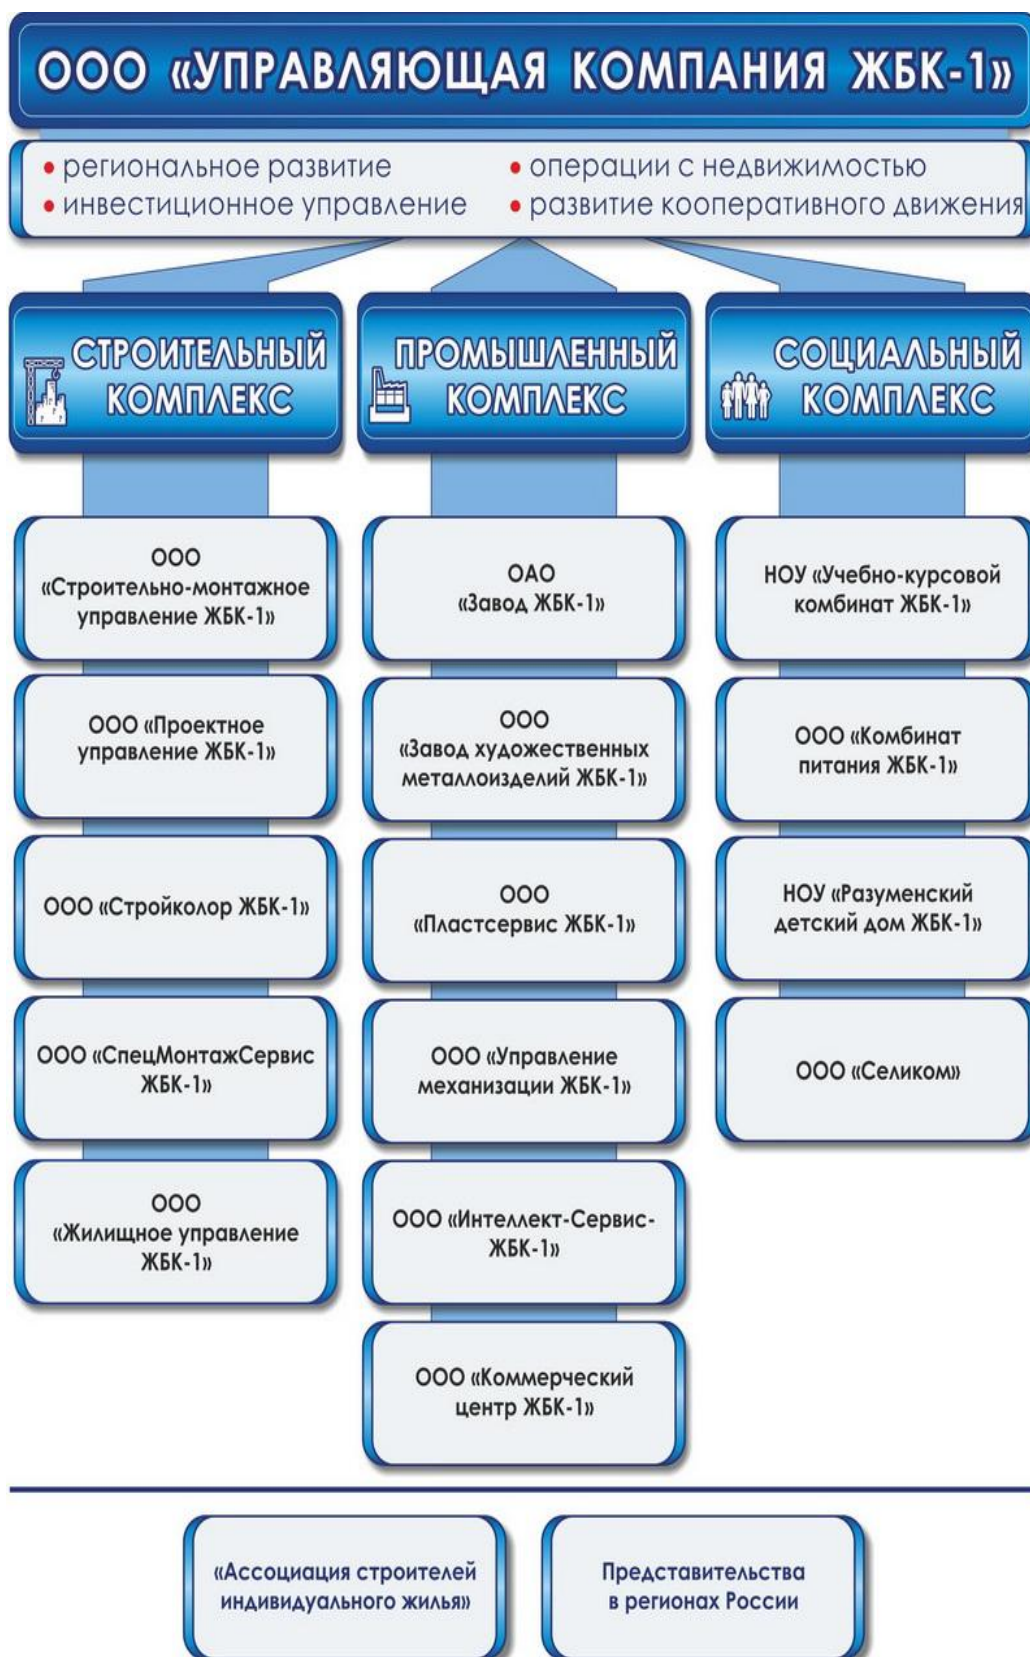 ООО «УПРАВЛЯЮЩАЯ КОМПАНИЯ ЖБК-1»
• региональное развитие
• инвестиционное управление
• операции с недвижимостью
• развитие кооперативного движения
СТРОИТЕЛЬНЫЙ
КОМПЛЕКС
ООО
«Строительно-монтажное
управление ЖБК-1»
ООО «Проектное
управление ЖБК-1»
ООО «Стройколор ЖБК-1»
ООО «СпецМонтажСервис
ЖБК-1»
ООО
«Жилищное управление
ЖБК-1»
ПРОМЫШЛЕННЫЙ
КОМПЛЕКС
ОАО
«Завод ЖБК-1»
ООО
«Завод художественных
металлоизделий ЖБК-1»
ООО
«Пластсервис ЖБК-1»
ООО «Управление
механизации ЖБК-1»
ООО «Интеллект-Сервис-
ЖБК-1»
ООО «Коммерческий
центр ЖБК-1»
СОЦИАЛЬНЫЙ
КОМПЛЕКС
НОУ «Учебно-курсовой
комбинат ЖБК-1»
ООО «Комбинат
питания ЖБК-1»
НОУ «Разуменский
детский дом ЖБК-1»
ООО «Селиком»
«Ассоциация строителей
индивидуального жилья»
Представительства
в регионах России